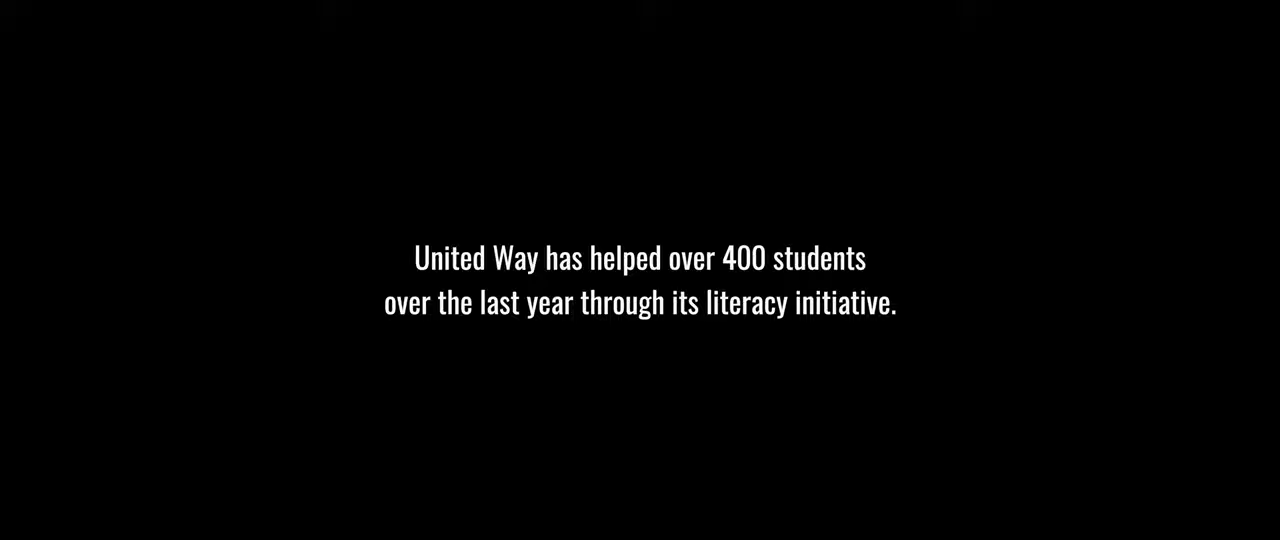 United Way has helped over 400 students
over the last year through its literacy initiative.